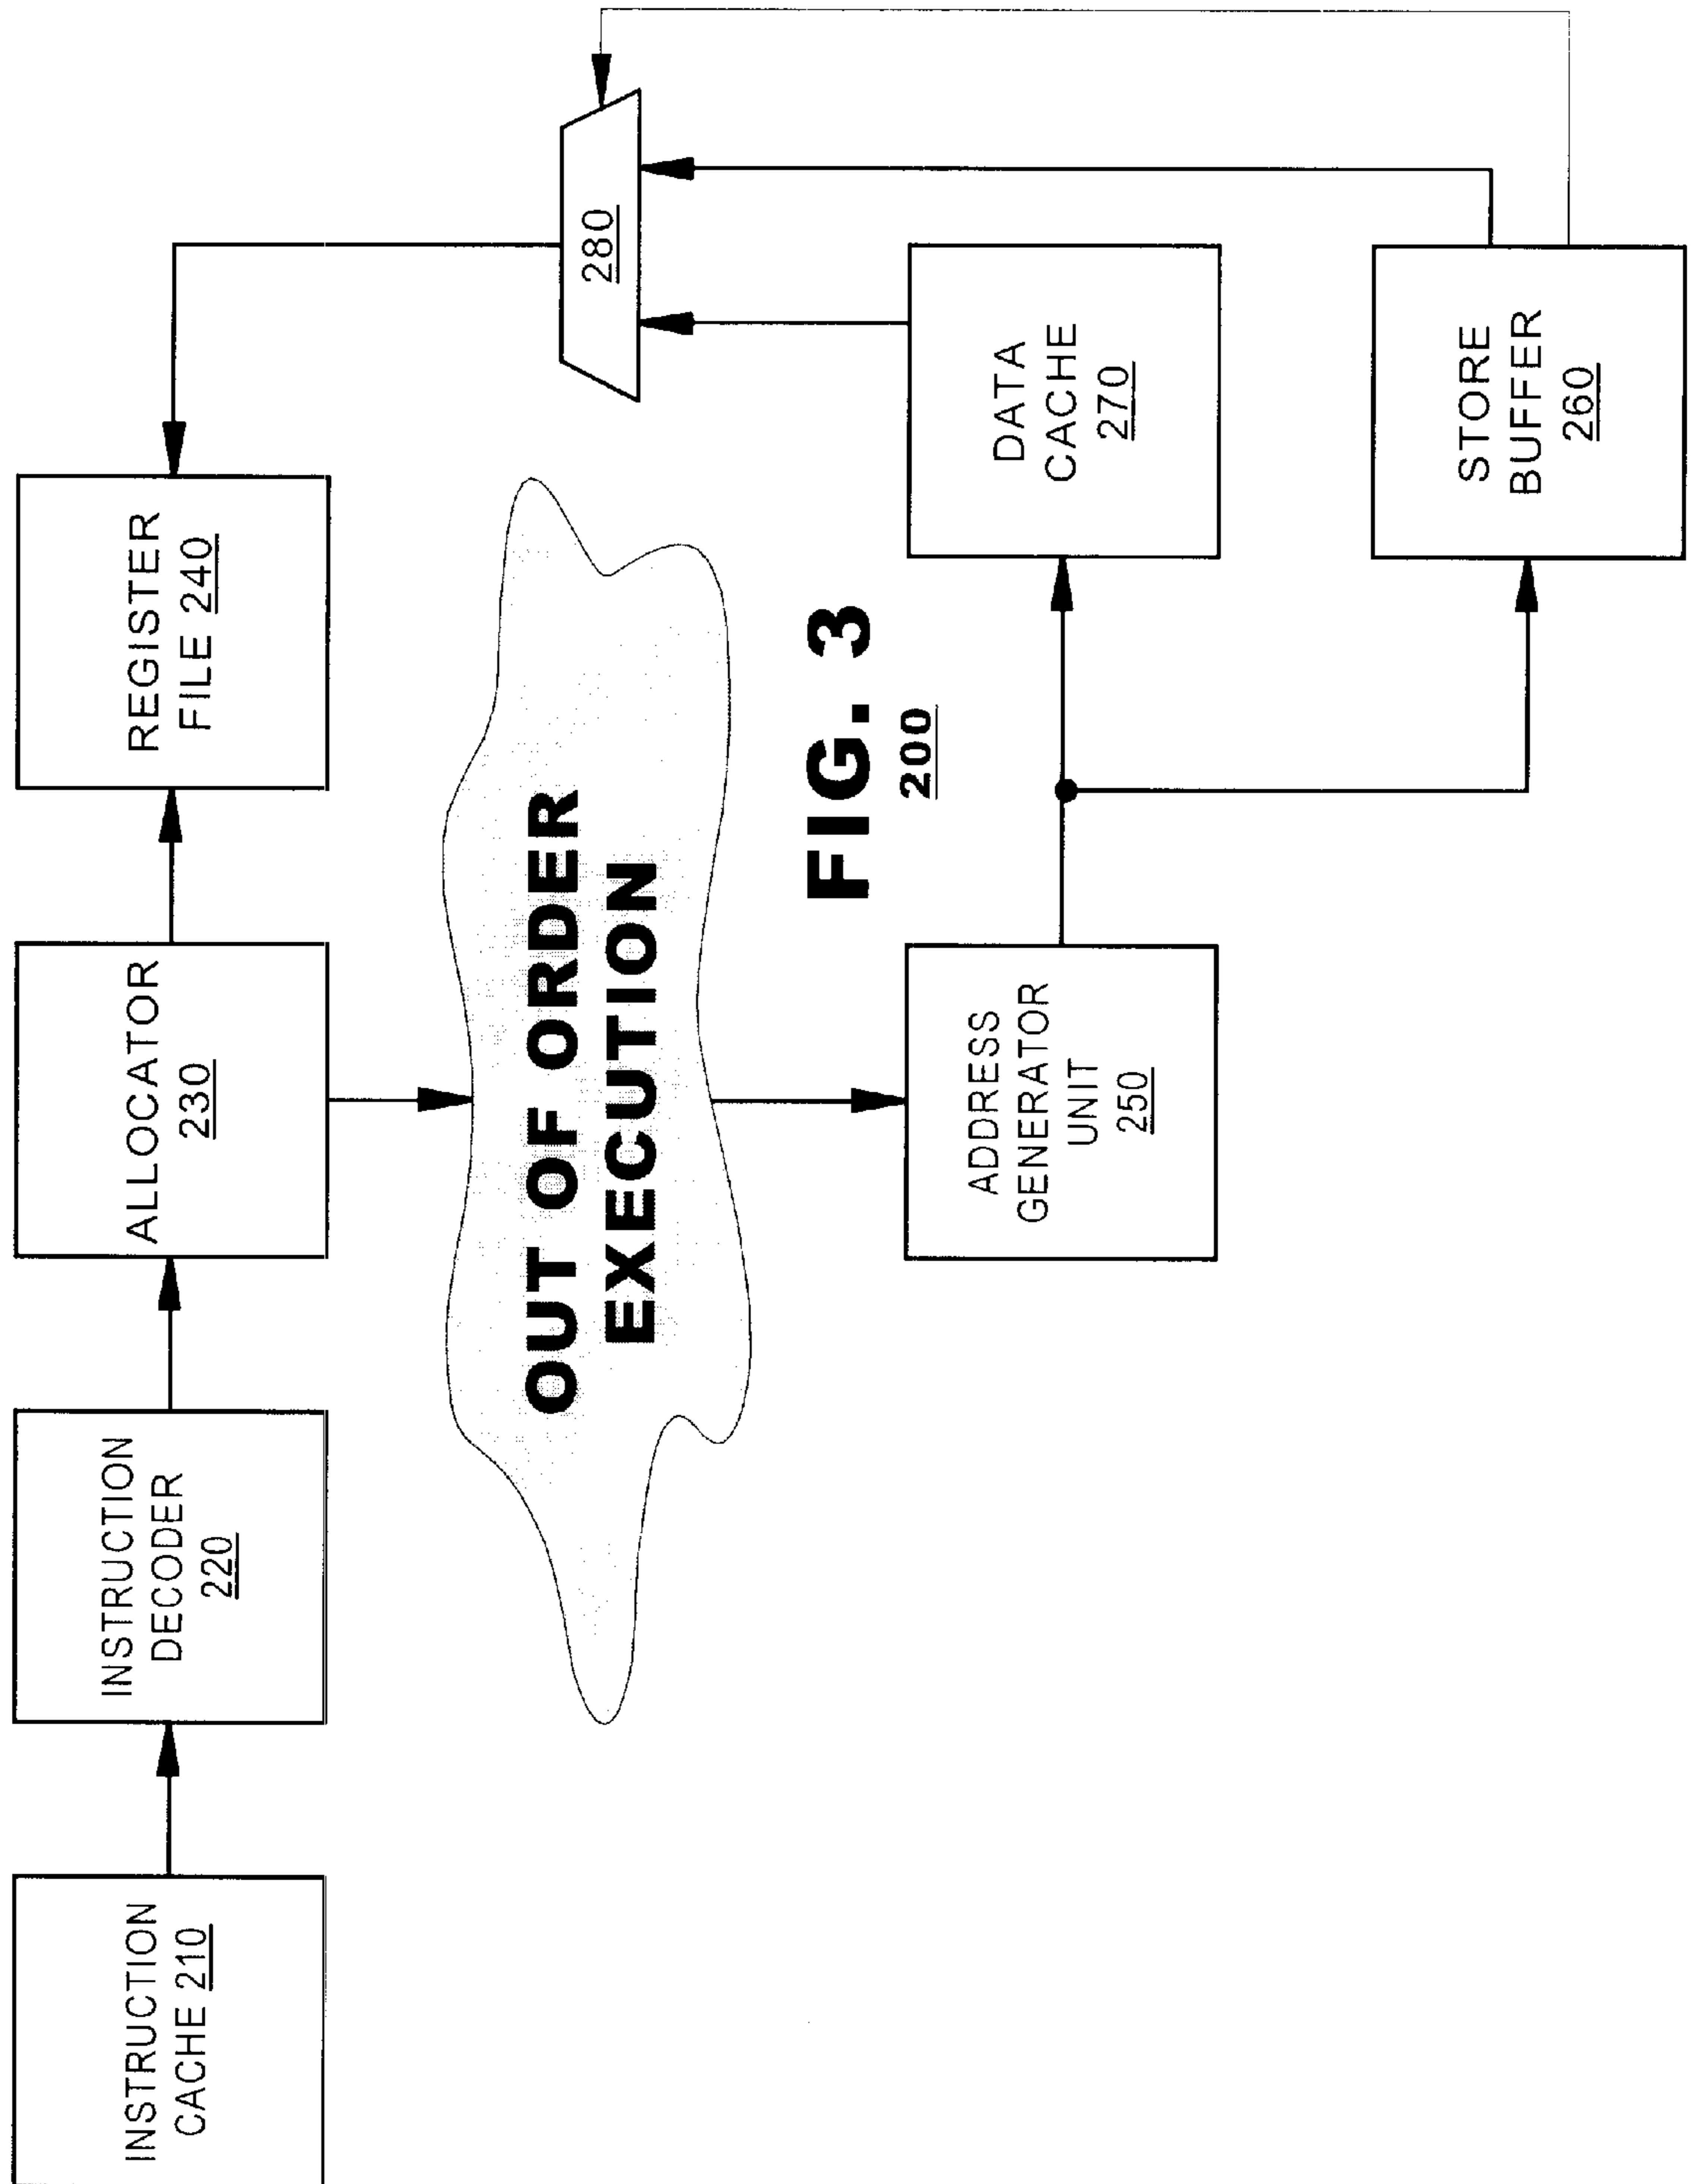 INSTRUCTION
CACHE 210
INSTRUCTION
DECODER
220
ALLOCATOR
230
REGISTER
FILE 240
OUT OF ORDER
EXECUTION
280
FIG. 3
200
ADDRESS
GENERATOR
UNIT
250
DATA
CACHE
270
STORE
BUFFER
260